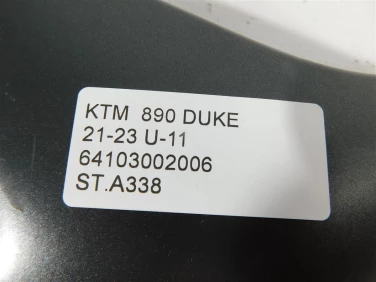 KTM 890 DUKE
21-23 U-11
64103002006
ST.A338